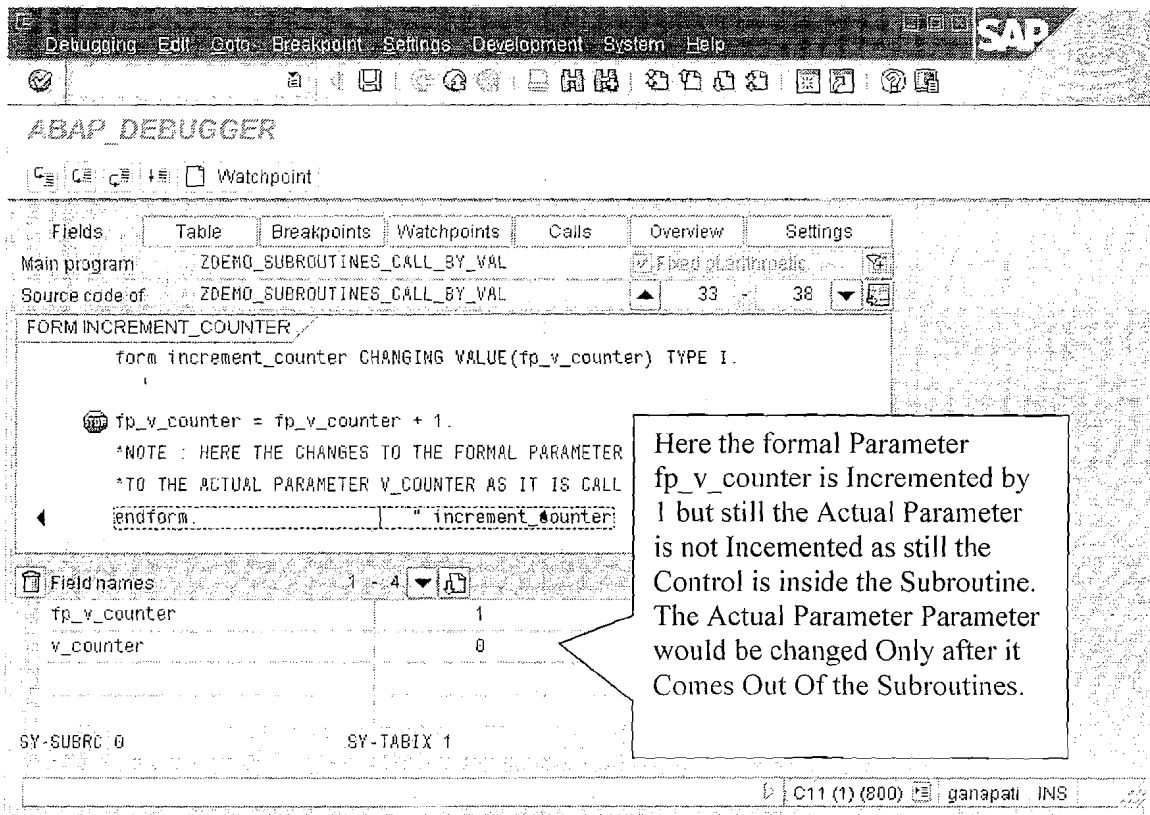 Debugging Edit Goto Breakpoint Settings Development System Help
SAP
ABAP_DEBUGGER
Watchpoint
Fields Table Breakpoints Watchpoints Calls Overview Settings
Main program ZDEMO_SUBROUTINES_CALL_BY_VAL Fixed pt.arithmetic
Source code of ZDEMO_SUBROUTINES_CALL_BY_VAL 33 - 38
FORM INCREMENT_COUNTER
form increment_counter CHANGING VALUE(fp_v_counter) TYPE I.
fp_v_counter = fp_v_counter + 1.
*NOTE : HERE THE CHANGES TO THE FORMAL PARAMETER
*TO THE ACTUAL PARAMETER V_COUNTER AS IT IS CALL
endform. " increment_counter
Here the formal Parameter
fp_v_counter is Incremented by
1 but still the Actual Parameter
is not Incemented as still the
Control is inside the Subroutine.
The Actual Parameter Parameter
would be changed Only after it
Comes Out Of the Subroutines.
Field names 1 - 4
fp_v_counter 1
v_counter 0
SY-SUBRC 0 SY-TABIX 1
C11 (1) (800) ganapati INS